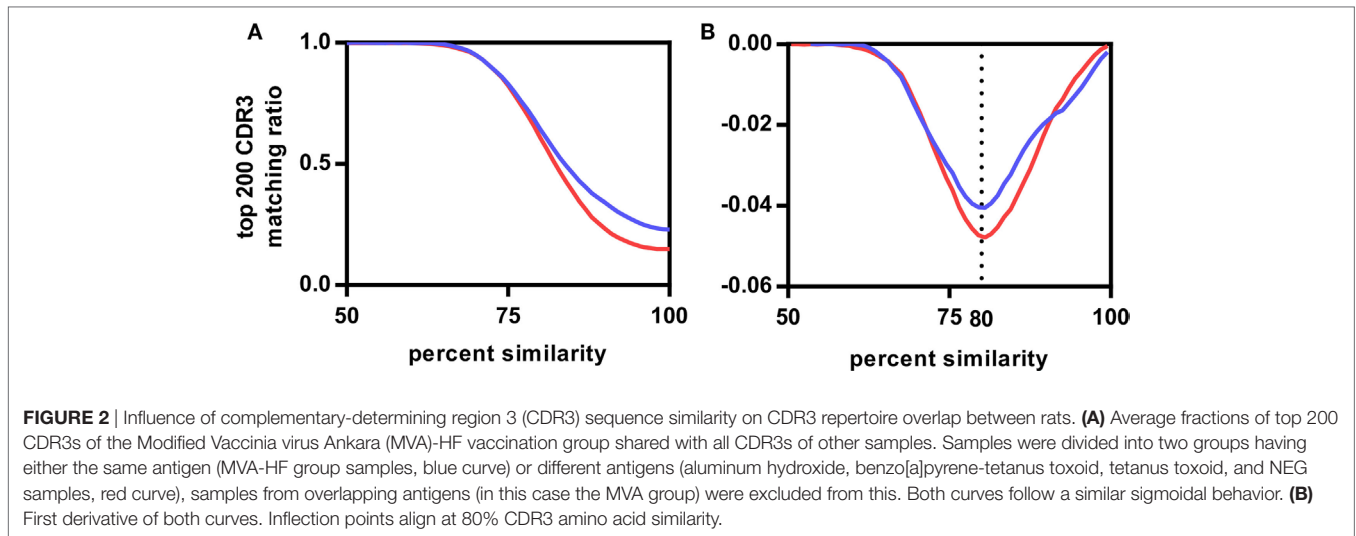 A
B
1.0
0.5
0.0
top 200 CDR3
matching ratio
50
75
100
percent similarity
0.00
-0.02
-0.04
-0.06
50
75
80
100
percent similarity
FIGURE 2 | Influence of complementary-determining region 3 (CDR3) sequence similarity on CDR3 repertoire overlap between rats. (A) Average fractions of top 200
CDR3s of the Modified Vaccinia virus Ankara (MVA)-HF vaccination group shared with all CDR3s of other samples. Samples were divided into two groups having
either the same antigen (MVA-HF group samples, blue curve) or different antigens (aluminum hydroxide, benzo[a]pyrene-tetanus toxoid, tetanus toxoid, and NEG
samples, red curve), samples from overlapping antigens (in this case the MVA group) were excluded from this. Both curves follow a similar sigmoidal behavior. (B)
First derivative of both curves. Inflection points align at 80% CDR3 amino acid similarity.